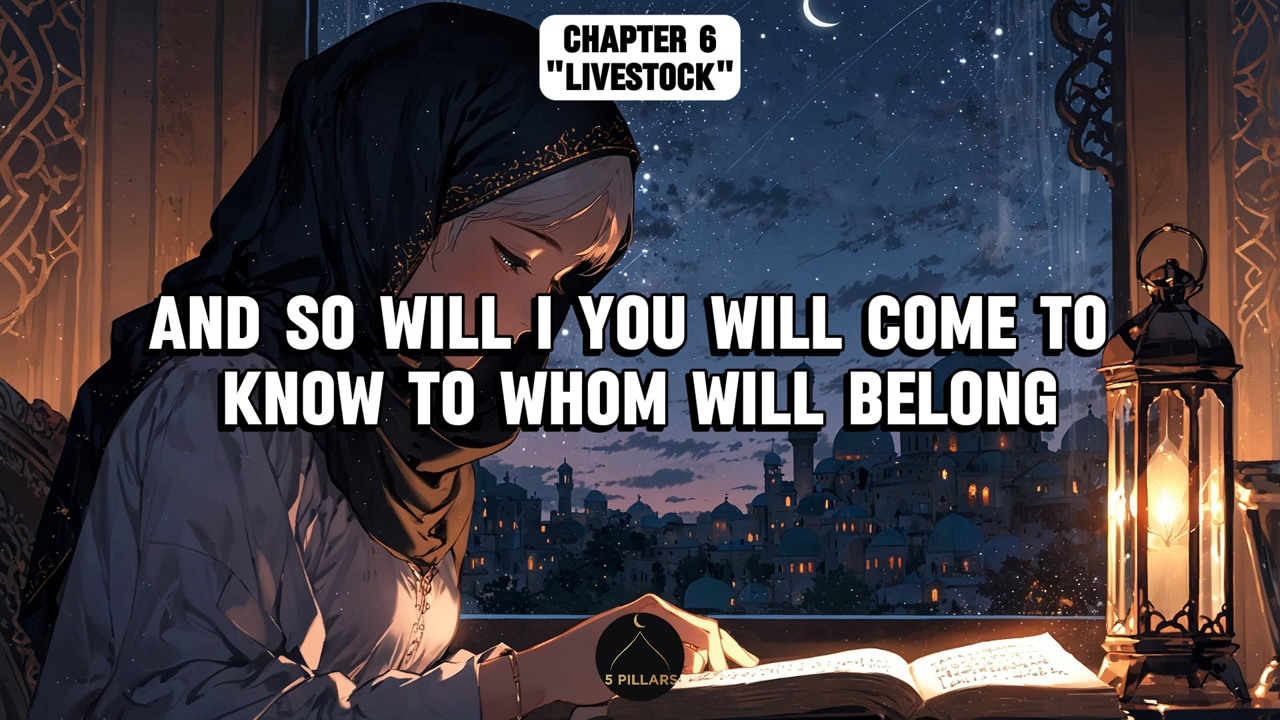 CHAPTER 6
"LIVESTOCK"
AND SO WILL I YOU WILL COME TO
KNOW TO WHOM WILL BELONG
5 PILLARS